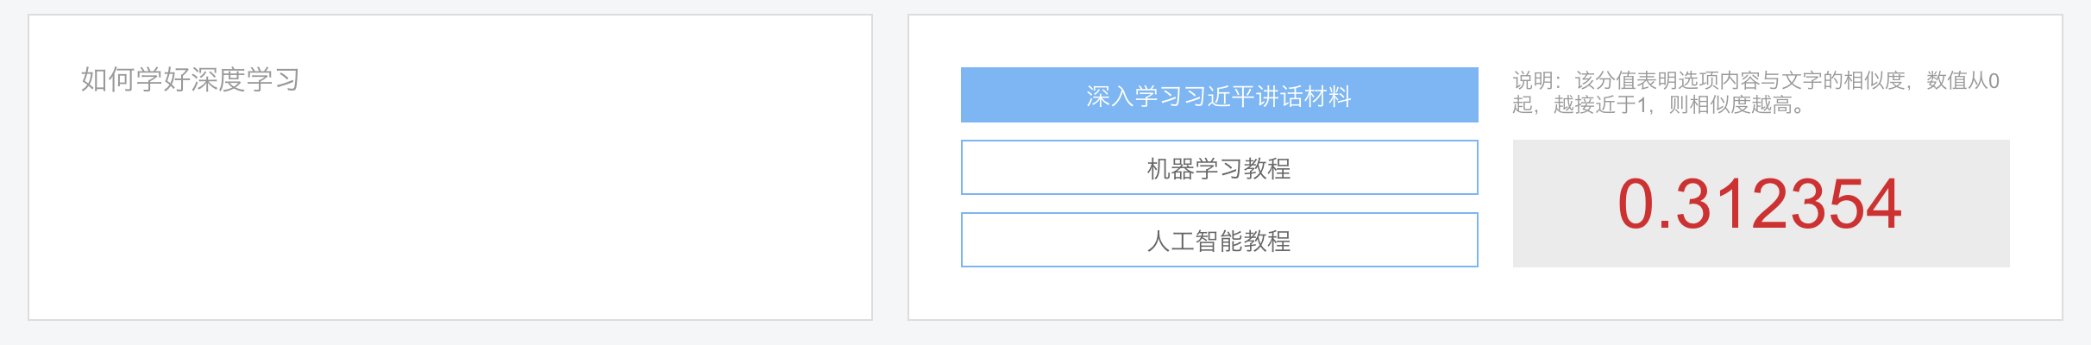 如何学好深度学习
深入学习习近平讲话材料
机器学习教程
人工智能教程
说明：该分值表明选项内容与文字的相似度，数值从0
起，越接近于1，则相似度越高。
0.312354